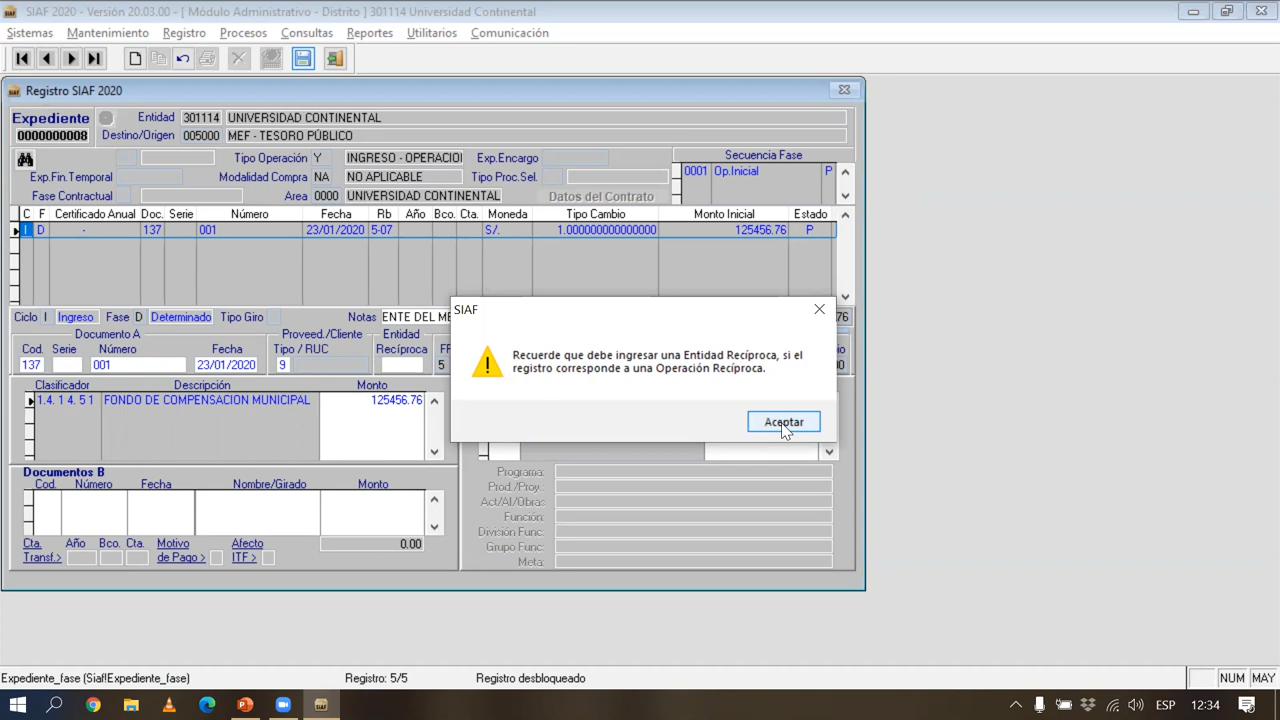 SIAF 2020 - Versión 20.03.00 - [ Módulo Administrativo - Distrito ] 301114 Universidad Continental
Sistemas Mantenimiento Registro Procesos Consultas Reportes Utilitarios Comunicación
Registro SIAF 2020
Expediente Entidad 301114 UNIVERSIDAD CONTINENTAL
0000000008 Destino/Origen 005000 MEF - TESORO PÚBLICO
Tipo Operación Y INGRESO - OPERACIO Exp.Encargo Secuencia Fase
Exp.Fin.Temporal Modalidad Compra NA NO APLICABLE Tipo Proc.Sel. 0001 Op.Inicial P
Fase Contractual Area 0000 UNIVERSIDAD CONTINENTAL Datos del Contrato
C F Certificado Anual Doc. Serie Número Fecha Rb Año Bco. Cta. Moneda Tipo Cambio Monto Inicial Estado
I D - 137 001 23/01/2020 5-07 S/. 1.000000000000 125456.76 P
Ciclo I Ingreso Fase D Determinado Tipo Giro Notas ENTE DEL ME 76
Documento A Proveed./Cliente Entidad
Cod. Serie Número Fecha Tipo / RUC Recíproca
137 001 23/01/2020 9 5 00
Clasificador Descripción Monto
1.4. 1 4. 5 1 FONDO DE COMPENSACION MUNICIPAL 125456.76
SIAF
Recuerde que debe ingresar una Entidad Recíproca, si el
registro corresponde a una Operación Recíproca.
Aceptar
Documentos B
Cod. Número Fecha Nombre/Girado Monto
Cta. Año Bco. Cta. Motivo Afecto 0.00
Transf.> de Pago > ITF >
Programa:
Prod./Proy.:
Act/AI/Obra:
Función:
División Func:
Grupo Func:
Meta:
Expediente_fase (Siaf!Expediente_fase) Registro: 5/5 Registro desbloqueado NUM MAY
ESP 12:34